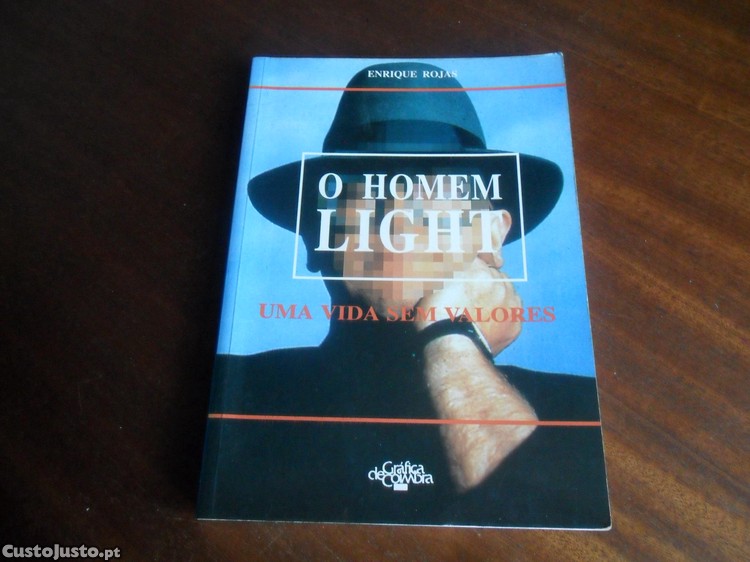 ENRIQUE ROJAS
O HOMEM
LIGHT
UMA VIDA SEM VALORES
Gráfica
de Coimbra
CustoJusto.pt